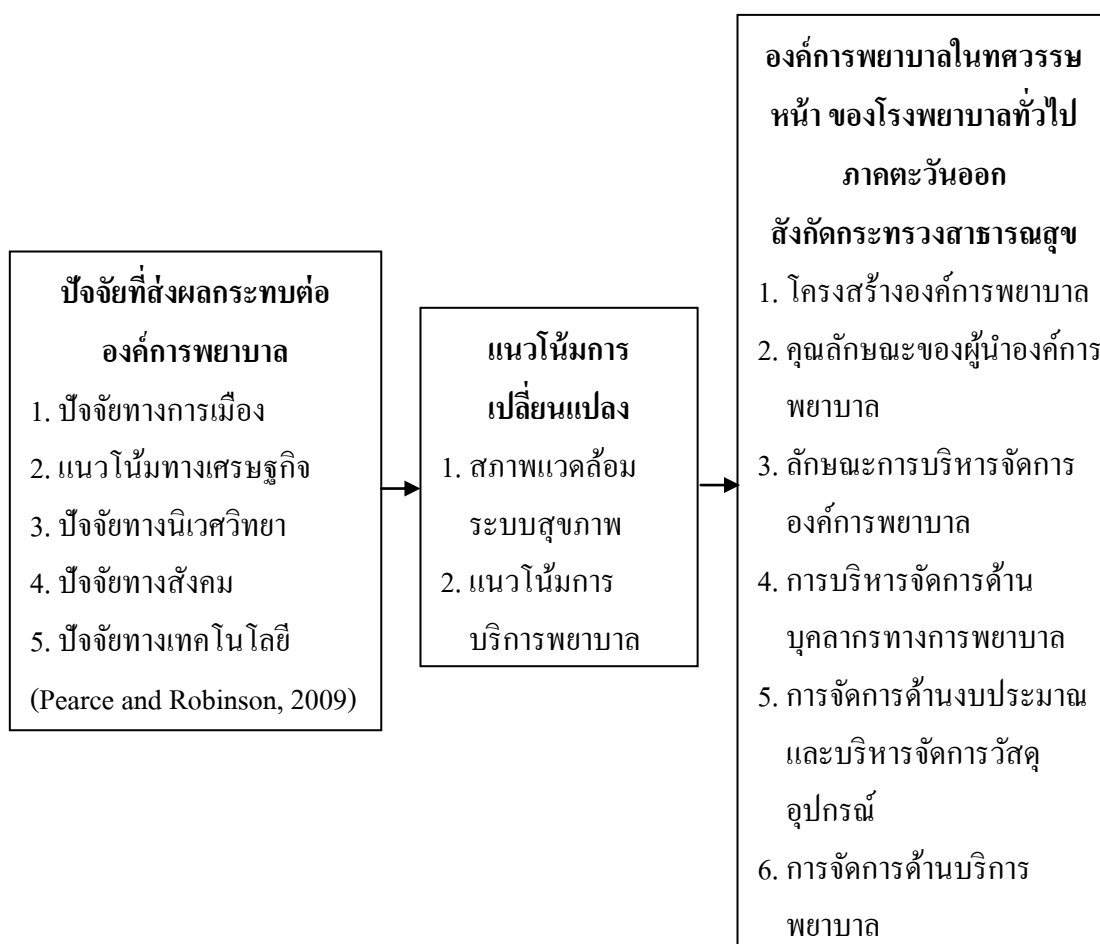 ปัจจัยที่ส่งผลกระทบต่อ
องค์การพยาบาล
1. ปัจจัยทางการเมือง
2. แนวโน้มทางเศรษฐกิจ
3. ปัจจัยทางนิเวศวิทยา
4. ปัจจัยทางสังคม
5. ปัจจัยทางเทคโนโลยี
(Pearce and Robinson, 2009)
แนวโน้มการ
เปลี่ยนแปลง
1. สภาพแวดล้อม
ระบบสุขภาพ
2. แนวโน้มการ
บริการพยาบาล
องค์การพยาบาลในทศวรรษ
หน้า ของโรงพยาบาลทั่วไป
ภาคตะวันออก
สังกัดกระทรวงสาธารณสุข
1. โครงสร้างองค์การพยาบาล
2. คุณลักษณะของผู้นำองค์การ
พยาบาล
3. ลักษณะการบริหารจัดการ
องค์การพยาบาล
4. การบริหารจัดการด้าน
บุคลากรทางการพยาบาล
5. การจัดการด้านงบประมาณ
และบริหารจัดการวัสดุ
อุปกรณ์
6. การจัดการด้านบริการ
พยาบาล